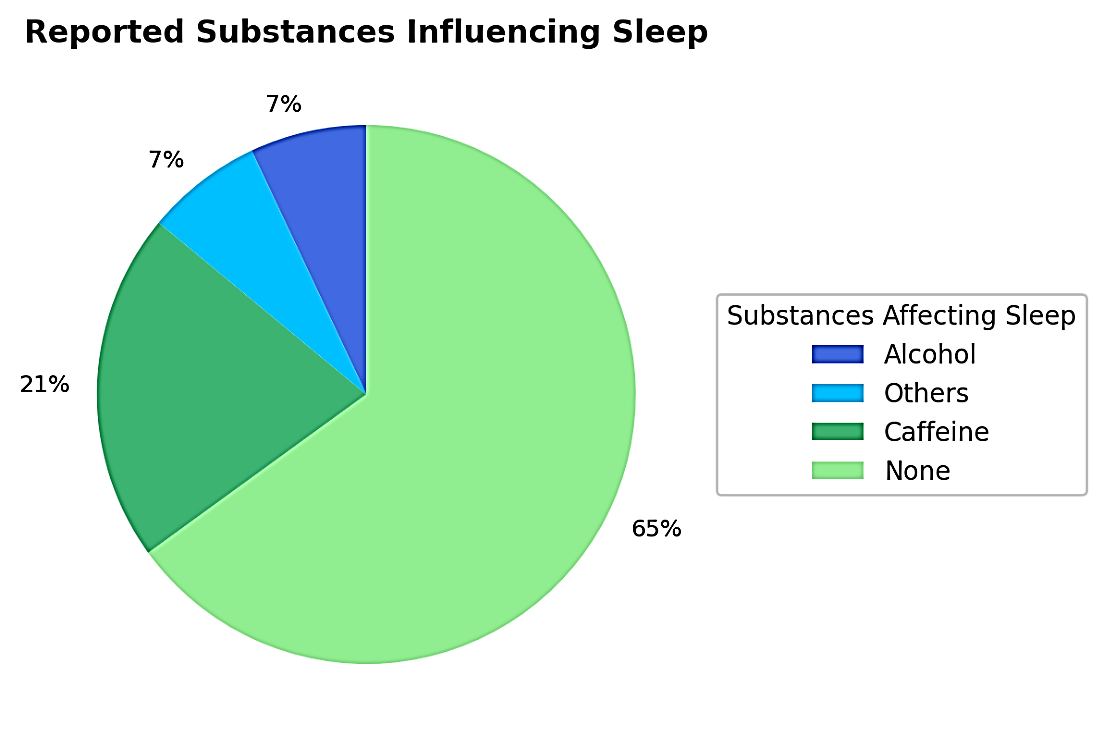 Reported Substances Influencing Sleep
7%
7%
21%
65%
Substances Affecting Sleep
Alcohol
Others
Caffeine
None